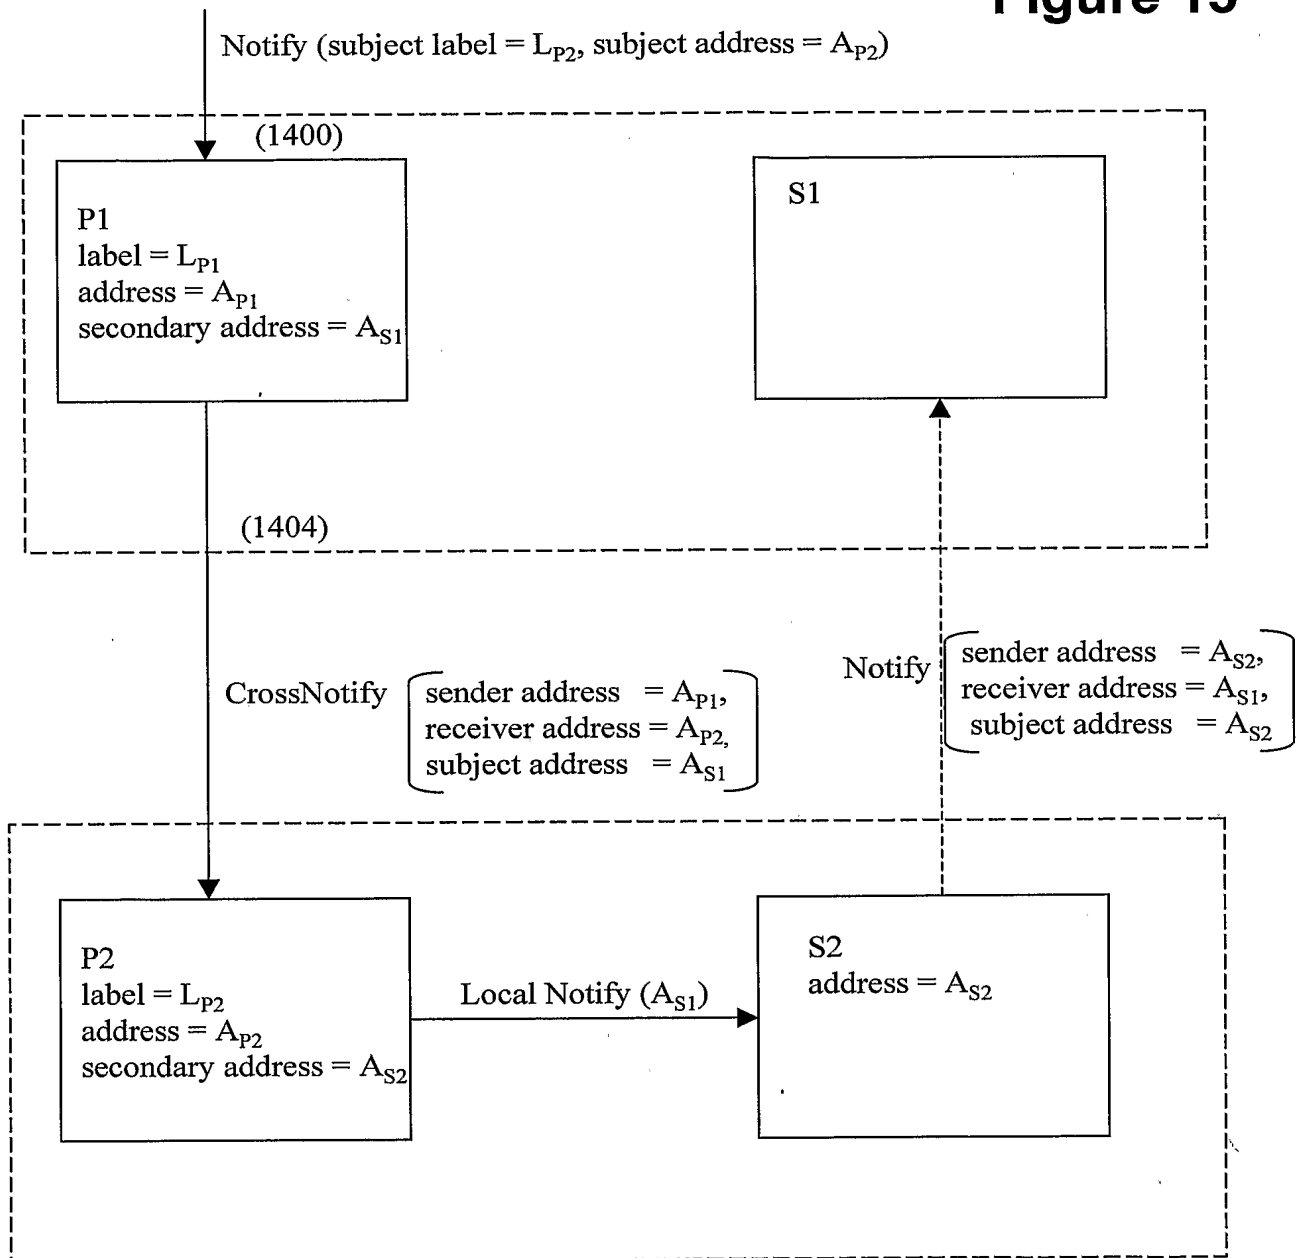 Figure 15
Notify (subject label = LP2, subject address = AP2)
(1400)
P1
label = LP1
address = AP1
secondary address = AS1
S1
(1404)
CrossNotify
sender address = AP1,
receiver address = AP2,
subject address = AS1
Notify
sender address = AS2,
receiver address = AS1,
subject address = AS2
P2
label = LP2
address = AP2
secondary address = AS2
Local Notify (AS1)
S2
address = AS2